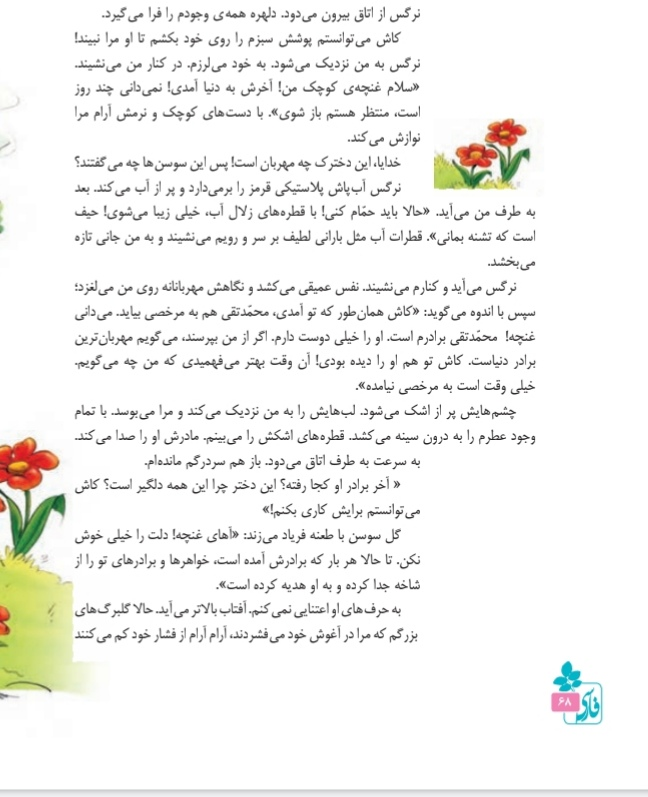 نرگس از اتاق بیرون می‌دود. دلهره همه‌ی وجودم را فرا می‌گیرد.
کاش می‌توانستم پوشش سبزم را روی خود بکشم تا او مرا نبیند!
نرگس به من نزدیک می‌شود. به خود می‌لرزم. در کنار من می‌نشیند.
«سلام غنچه‌ی کوچک من! آخرش به دنیا آمدی! نمی‌دانی چند روز
است، منتظر هستم باز شوی». با دست‌های کوچک و نرمش آرام مرا
نوازش می‌کند.
خدایا، این دخترک چه مهربان است! پس این سوسن‌ها چه می‌گفتند؟
نرگس آب‌پاش پلاستیکی قرمز را برمی‌دارد و پر از آب می‌کند. بعد
به طرف من می‌آید. «حالا باید حمّام کنی! با قطره‌های زلال آب، خیلی زیبا می‌شوی! حیف
است که تشنه بمانی». قطرات آب مثل بارانی لطیف بر سر و رویم می‌نشیند و به من جانی تازه
می‌بخشد.
نرگس می‌آید و کنارم می‌نشیند. نفس عمیقی می‌کشد و نگاهش مهربانانه روی من می‌لغزد؛
سپس با اندوه می‌گوید: «کاش همان‌طور که تو آمدی، محمّدتقی هم به مرخصی بیاید. می‌دانی
غنچه! محمّدتقی برادرم است. او را خیلی دوست دارم. اگر از من بپرسند، می‌گویم مهربان‌ترین
برادر دنیاست. کاش تو هم او را دیده بودی! آن وقت بهتر می‌فهمیدی که من چه می‌گویم.
خیلی وقت است به مرخصی نیامده».
چشم‌هایش پر از اشک می‌شود. لب‌هایش را به من نزدیک می‌کند و مرا می‌بوسد. با تمام
وجود عطرم را به درون سینه می‌کشد. قطره‌های اشکش را می‌بینم. مادرش او را صدا می‌کند.
به سرعت به طرف اتاق می‌دود. باز هم سردرگم مانده‌ام.
« آخر برادر او کجا رفته؟ این دختر چرا این همه دلگیر است؟ کاش
می‌توانستم برایش کاری بکنم!»
گل سوسن با طعنه فریاد می‌زند: «آهای غنچه! دلت را خیلی خوش
نکن. تا حالا هر بار که برادرش آمده است، خواهرها و برادرهای تو را از
شاخه جدا کرده و به او هدیه کرده است».
به حرف‌های او اعتنایی نمی‌کنم. آفتاب بالاتر می‌آید. حالا گلبرگ‌های
بزرگم که مرا در آغوش خود می‌فشردند، آرام آرام از فشار خود کم می‌کنند
۶۸
فارسی